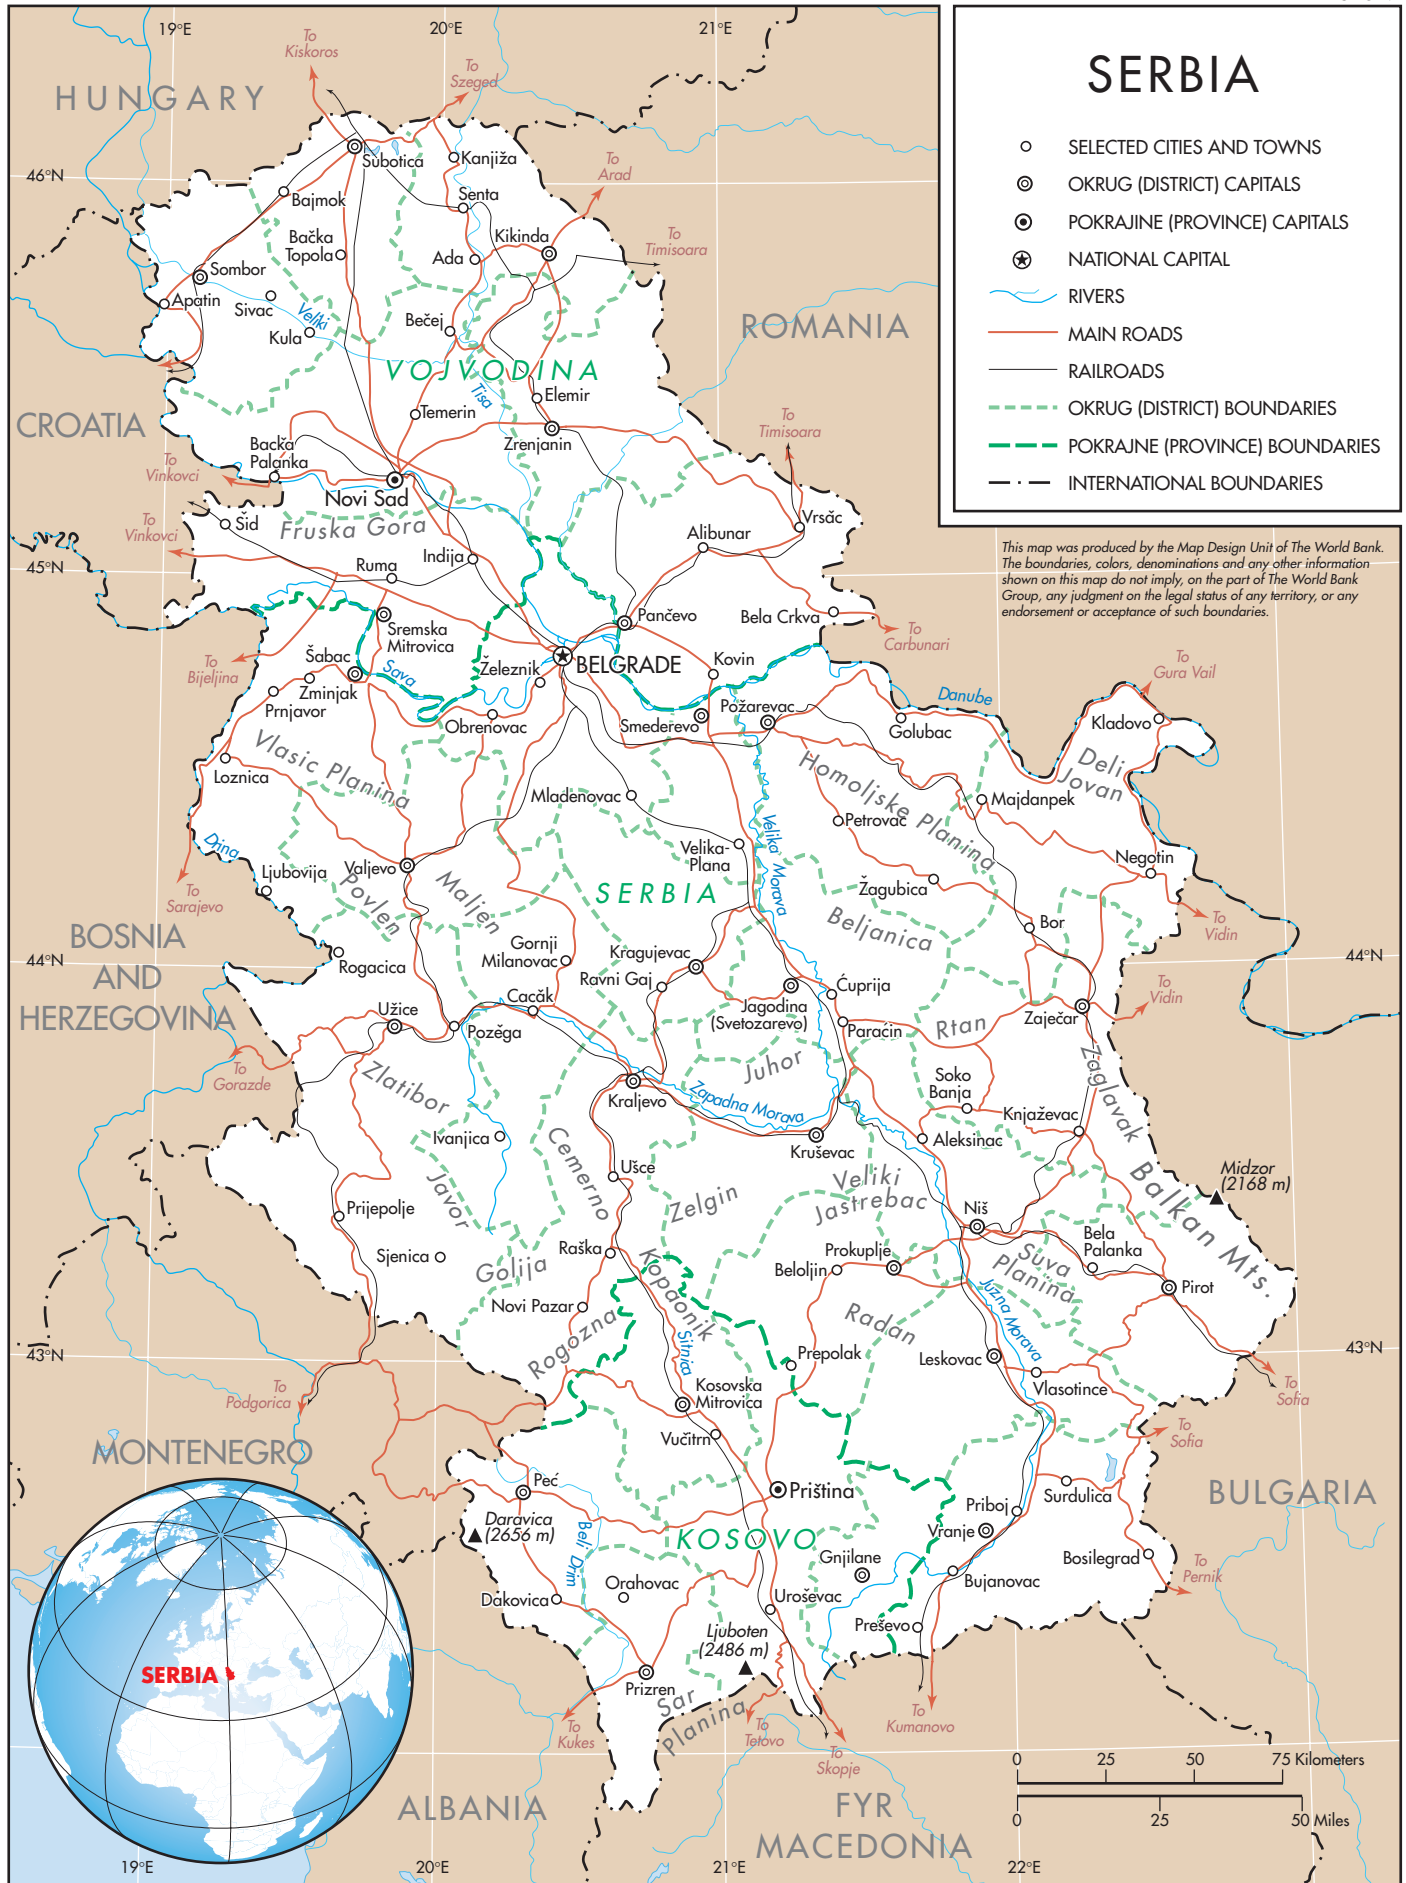 19°E
20°E
21°E
To
Kiskoros
To
Szeged
HUNGARY
SERBIA
SELECTED CITIES AND TOWNS
OKRUG (DISTRICT) CAPITALS
POKRAJINE (PROVINCE) CAPITALS
NATIONAL CAPITAL
RIVERS
MAIN ROADS
RAILROADS
OKRUG (DISTRICT) BOUNDARIES
POKRAJNE (PROVINCE) BOUNDARIES
INTERNATIONAL BOUNDARIES
This map was produced by the Map Design Unit of The World Bank.
The boundaries, colors, denominations and any other information
shown on this map do not imply, on the part of The World Bank
Group, any judgment on the legal status of any territory, or any
endorsement or acceptance of such boundaries.
Subotica
Kanjiža
To
Arad
46°N
Bajmok
Senta
Bačka
Topola
Kikinda
To
Timisoara
Ada
Sombor
Apatin
Sivac
Veliki
Kula
Bečej
ROMANIA
VOJVODINA
Tisa
Elemir
Temerin
CROATIA
Zrenjanin
To
Timisoara
Backa
Palanka
To
Vinkovci
Novi Sad
Šid
Fruska Gora
To
Vinkovci
Vrsăc
Alibunar
Indija
45°N
Ruma
Pančevo
Bela Crkva
Sremska
Mitrovica
To
Carbunari
To
Bijeljina
Šabac
Sava
Železnik
BELGRADE
Kovin
To
Gura Vail
Zminjak
Prnjavor
Obrenovac
Smederevo
Požarevac
Danube
Golubac
Kladovo
Vlasic Planina
Loznica
Deli
Jovan
Homoljske Planina
Mladenovac
Majdanpek
Petrovac
Velika Morava
Drina
Velika-
Plana
Negotin
Ljubovija
Valjevo
Povlen
Maljen
SERBIA
Žagubica
To
Sarajevo
Beljanica
Bor
To
Vidin
BOSNIA
AND
HERZEGOVINA
44°N
Rogacica
Gornji
Milanovac
Kragujevac
Ravni Gaj
44°N
To
Vidin
Užice
Pozěga
Cacăk
Jagodina
(Svetozarevo)
Ćuprija
Paraćin
Rtan
Zaječar
Zaglavak
To
Gorazde
Zlatibor
Juhor
Soko
Banja
Kraljevo
Zapadna Morava
Knjaževac
Ivanjica
Kruševac
Aleksinac
Cemerno
Ušce
Javor
Zelgin
Veliki
Jastrebac
Midzor
(2168 m)
Balkan Mts.
Prijepolje
Niš
Sjenica
Raška
Prokuplje
Bela
Palanka
Suva
Planina
Beloljin
Golija
Kopaonik
Pirot
Novi Pazar
Juzna Morava
Rogozna
Radan
Sitnica
43°N
Prepolak
Leskovac
43°N
To
Podgorica
Kosovska
Mitrovica
Vlasotince
To
Sofia
MONTENEGRO
Vučitrn
To
Sofia
Peć
Priština
Surdulica
BULGARIA
Daravica
(2656 m)
Priboj
Vranje
KOSOVO
Beli Drim
Gnjilane
Bosilegrad
Orahovac
Bujanovac
To
Pernik
Dákovica
Uroševac
Preševo
Ljuboten
(2486 m)
SERBIA
Prizren
Sar
Planina
To
Kukes
To
Tetovo
To
Kumanovo
To
Skopje
0 25 50 75 Kilometers
0 25 50 Miles
ALBANIA
FYR
MACEDONIA
19°E
20°E
21°E
22°E